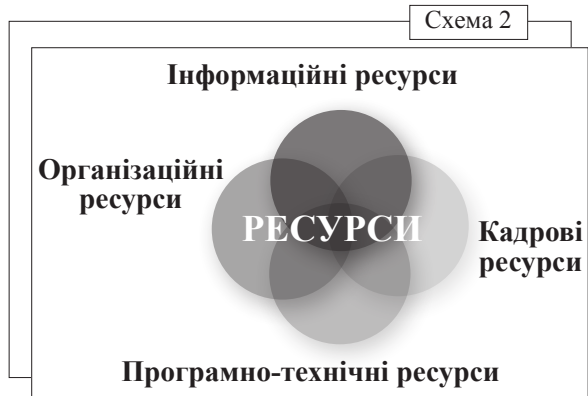 Схема 2
Інформаційні ресурси
Організаційні
ресурси
РЕСУРСИ
Кадрові
ресурси
Програмно-технічні ресурси